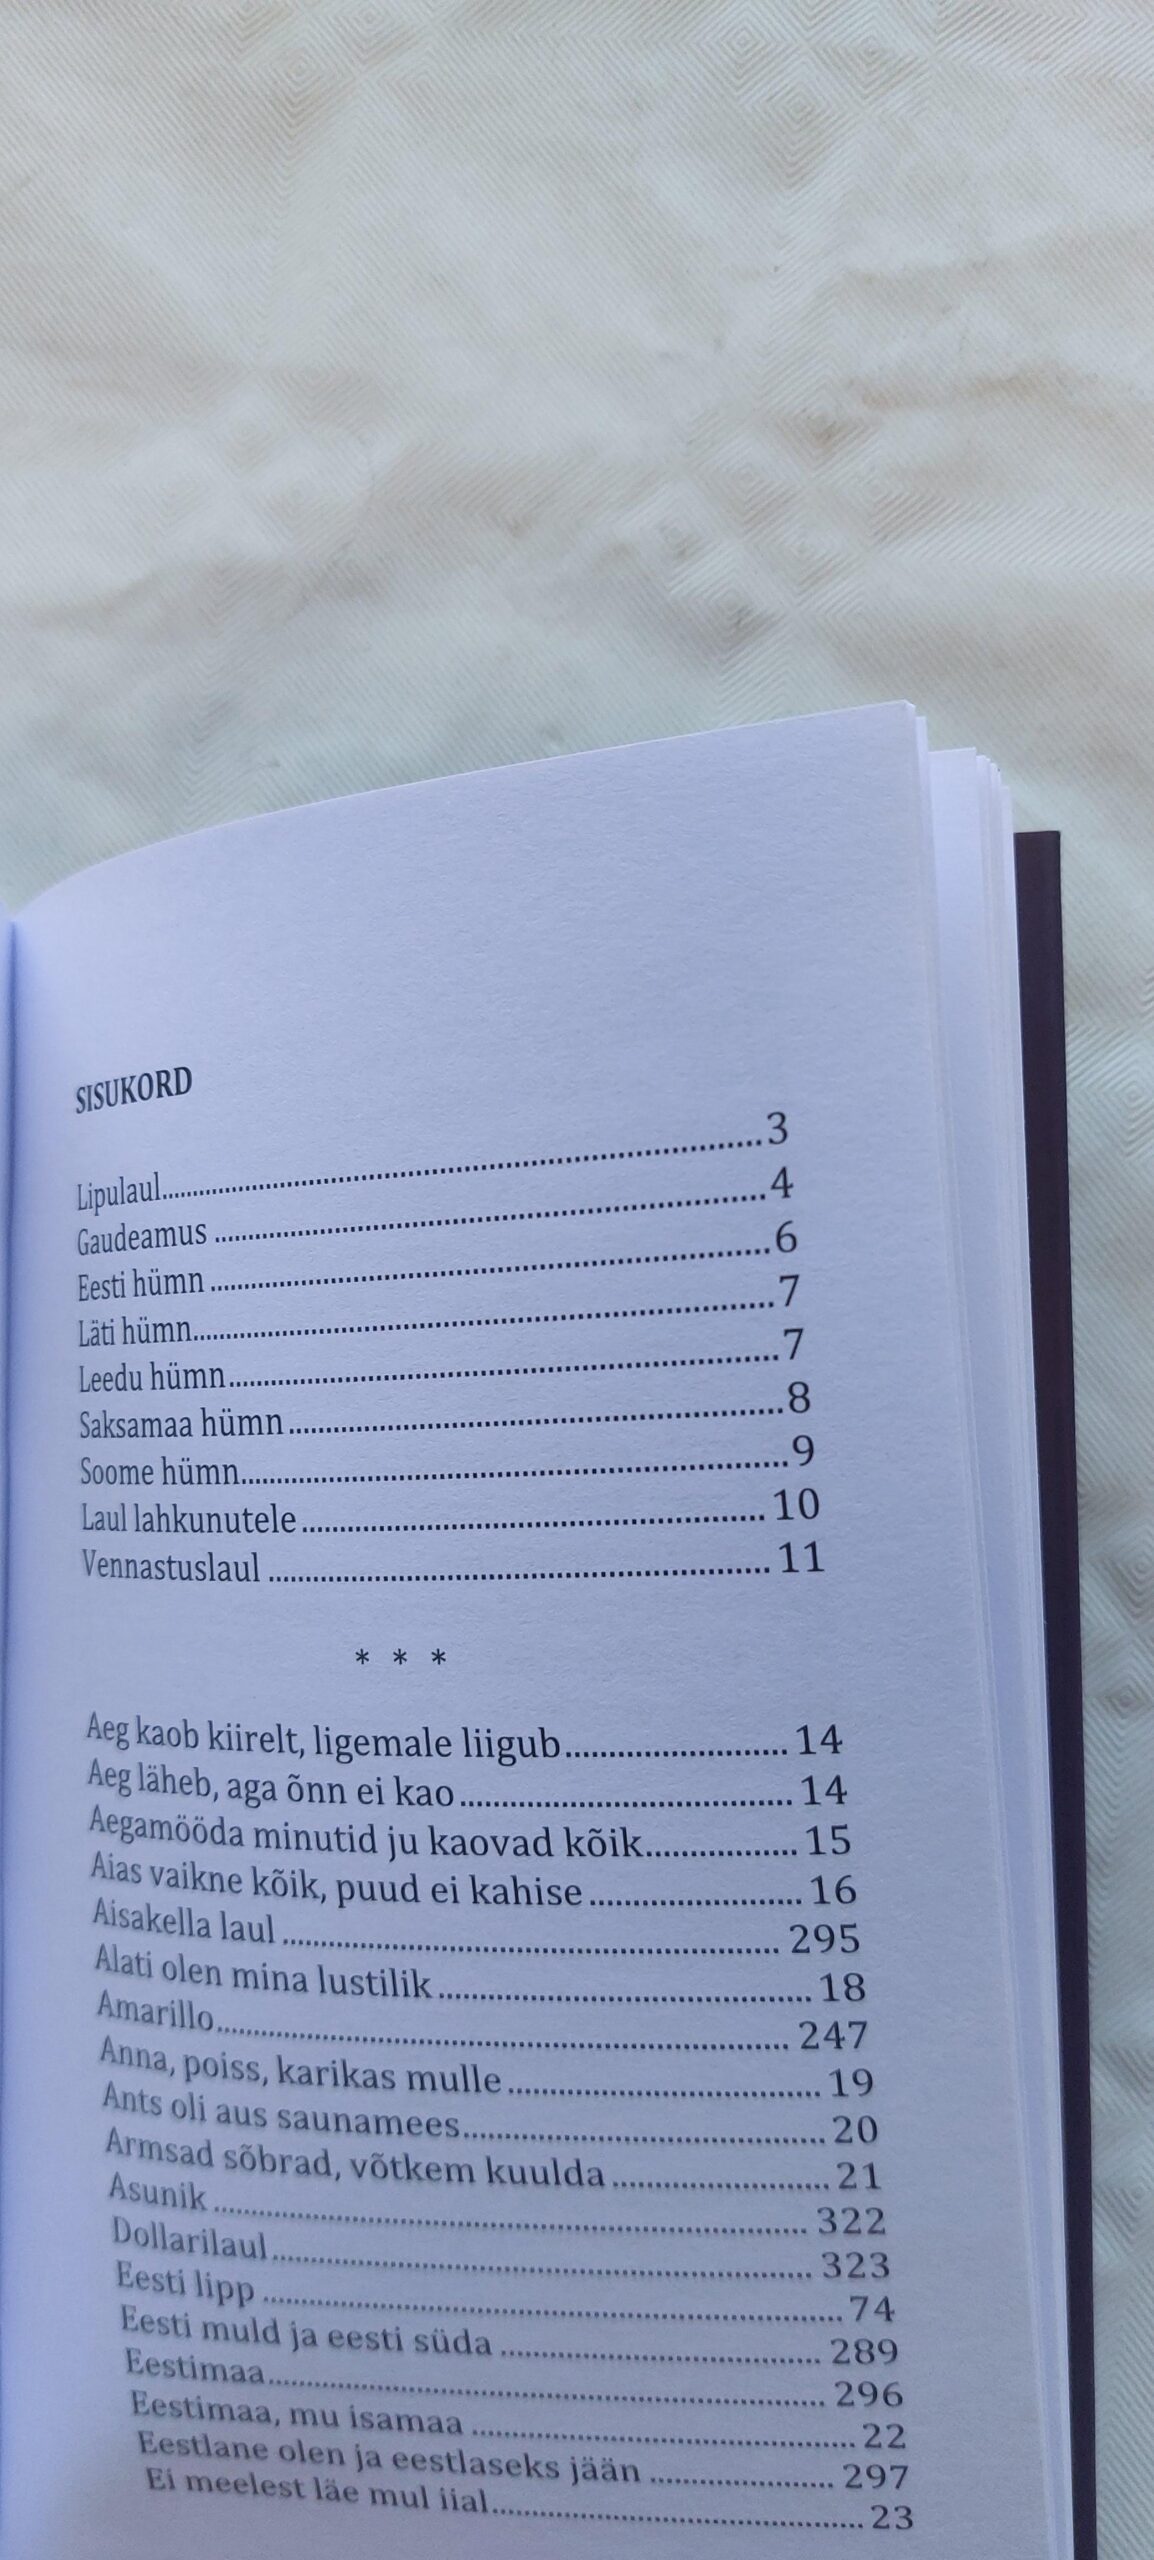 SISUKORD
Lipulaul 3
Gaudeamus 4
Eesti hümn 6
Läti hümn 7
Leedu hümn 7
Saksamaa hümn 8
Soome hümn 9
Laul lahkunutele 10
Vennastuslaul 11
* * *
Aeg kaob kiirelt, ligemale liigub 14
Aeg läheb, aga õnn ei kao 14
Aegamööda minutid ju kaovad kõik 15
Aias vaikne kõik, puud ei kahise 16
Aisakella laul 295
Alati olen mina lustilik 18
Amarillo 247
Anna, poiss, karikas mulle 19
Ants oli aus saunamees 20
Armsad sõbrad, võtkem kuulda 21
Asunik 322
Dollarilaul 323
Eesti lipp 74
Eesti muld ja eesti süda 289
Eestimaa 296
Eestimaa, mu isamaa 22
Eestlane olen ja eestlaseks jään 297
Ei meelest läe mul iial 23